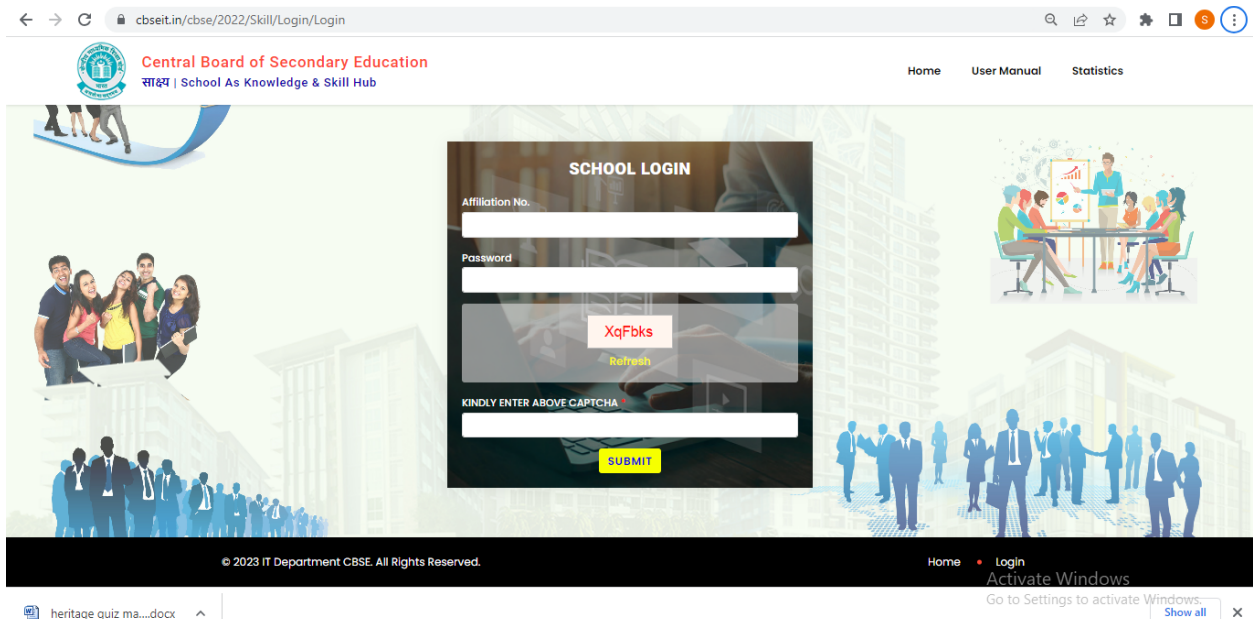 cbseit.in/cbse/2022/Skill/Login/Login
S
Central Board of Secondary Education
साक्ष्य | School As Knowledge & Skill Hub
Home User Manual Statistics
SCHOOL LOGIN
Affiliation No.
Password
XqFbks
Refresh
KINDLY ENTER ABOVE CAPTCHA *
SUBMIT
© 2023 IT Department CBSE. All Rights Reserved.
Home • Login
Activate Windows
Go to Settings to activate Windows.
heritage quiz ma....docx
Show all